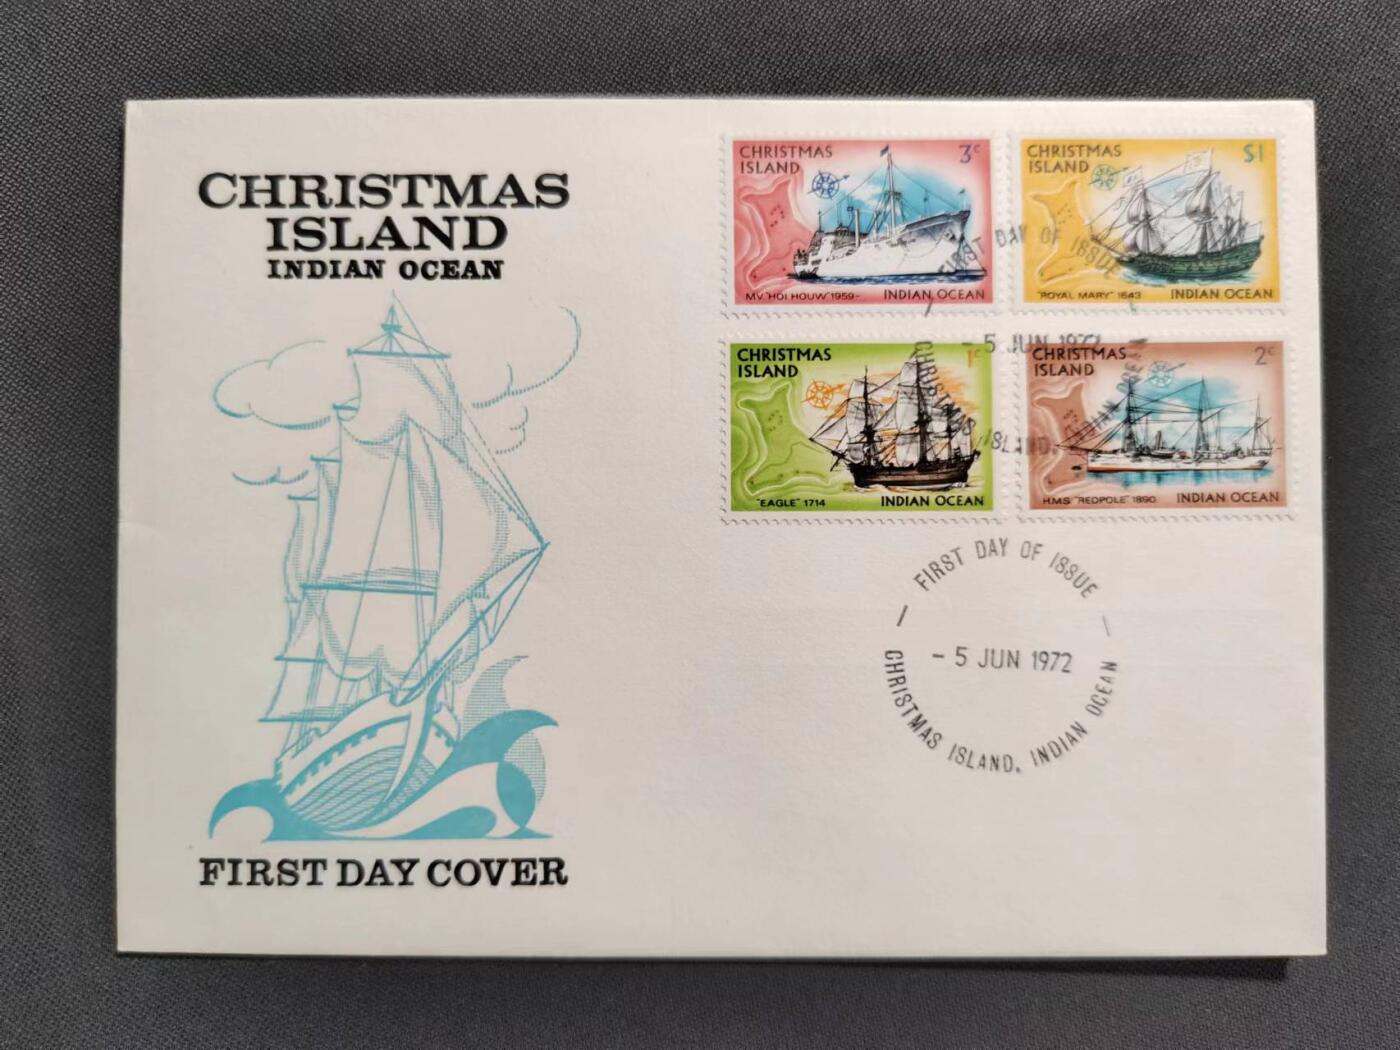 CHRISTMAS
ISLAND
INDIAN OCEAN
FIRST DAY COVER
CHRISTMAS
ISLAND
3c
MV "HOI HOUW" 1959-
INDIAN OCEAN
CHRISTMAS
ISLAND
$1
"ROYAL MARY" 1643
INDIAN OCEAN
CHRISTMAS
ISLAND
1c
"EAGLE" 1714
INDIAN OCEAN
CHRISTMAS
ISLAND
2c
H.M.S "REDPOLE" 1890
INDIAN OCEAN
FIRST DAY OF ISSUE
- 5 JUN 1972
CHRISTMAS ISLAND, INDIAN OCEAN
FIRST DAY OF ISSUE
- 5 JUN 1972
CHRISTMAS ISLAND, INDIAN OCEAN